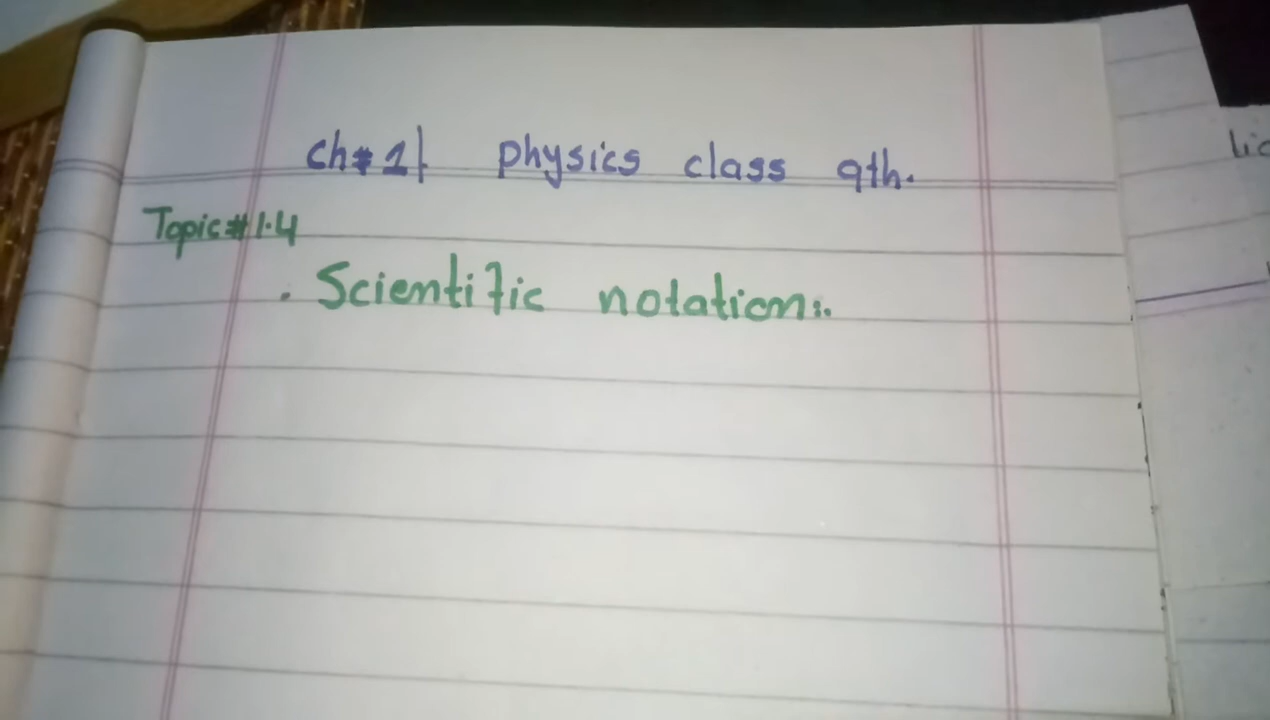 ch#1| physics class 9th.
Topic#1.4
. Scientific notation:.